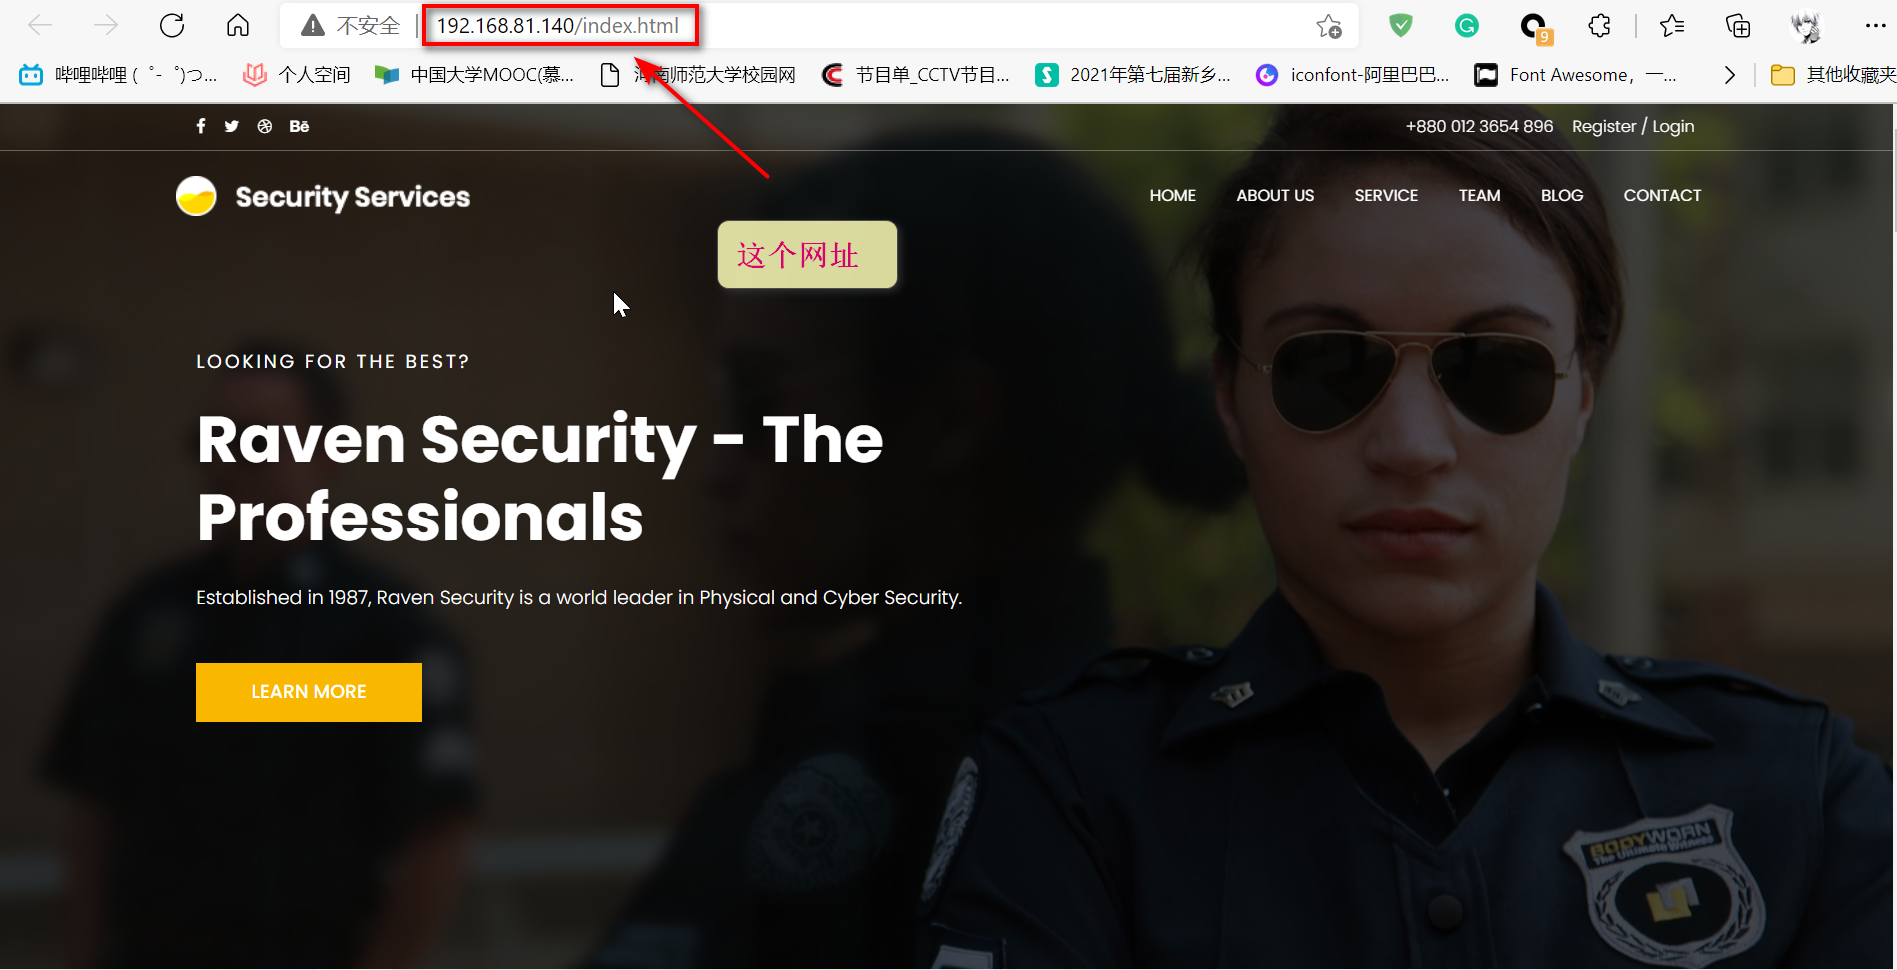 不安全
192.168.81.140/index.html
9
哔哩哔哩 ( ゜- ゜)つ...
个人空间
中国大学MOOC(慕...
河南师范大学校园网
节目单_CCTV节目...
2021年第七届新乡...
iconfont-阿里巴巴...
Font Awesome，一...
其他收藏夹
Bē
+880 012 3654 896
Register / Login
Security Services
HOME
ABOUT US
SERVICE
TEAM
BLOG
CONTACT
这个网址
LOOKING FOR THE BEST?
Raven Security - The
Professionals
Established in 1987, Raven Security is a world leader in Physical and Cyber Security.
LEARN MORE
BODYWORN
The Ultimate Witness